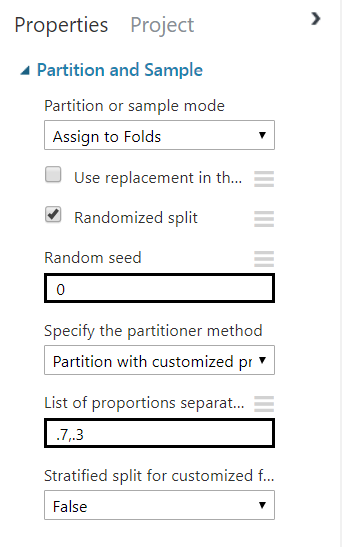 Properties Project
Partition and Sample
Partition or sample mode
Assign to Folds
Use replacement in th...
Randomized split
Random seed
0
Specify the partitioner method
Partition with customized pr
List of proportions separat...
.7,.3
Stratified split for customized f...
False